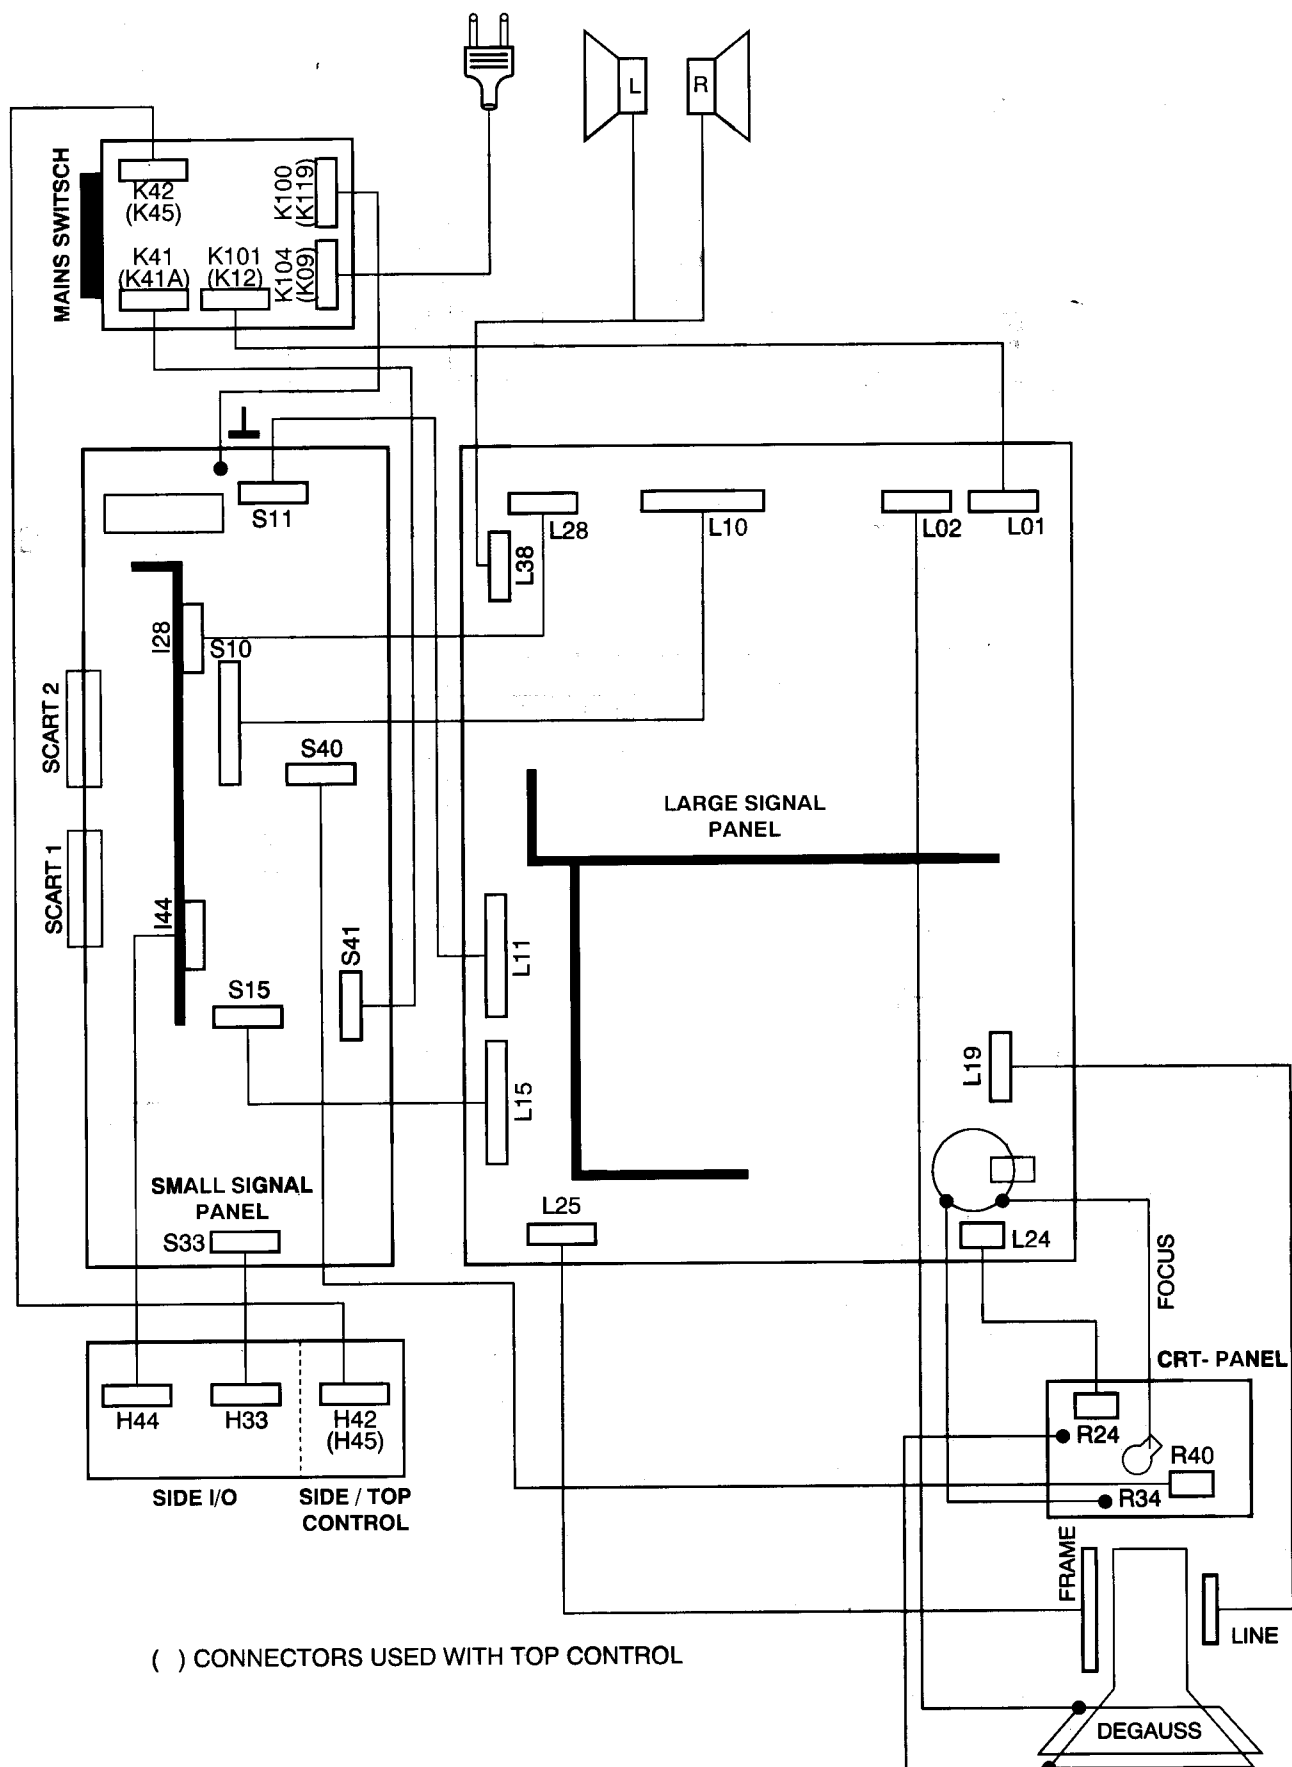 L
R
MAINS SWITSCH
K42
(K45)
K100
(K119)
K41
(K41A)
K101
(K12)
K104
(K09)
S11
L28
L10
L02
L01
L38
I28
S10
SCART 2
S40
LARGE SIGNAL
PANEL
SCART 1
I44
S41
L11
S15
L19
L15
SMALL SIGNAL
PANEL
S33
L25
L24
FOCUS
CRT- PANEL
H44
H33
H42
(H45)
R24
R40
R34
SIDE I/O
SIDE / TOP
CONTROL
FRAME
LINE
( ) CONNECTORS USED WITH TOP CONTROL
DEGAUSS